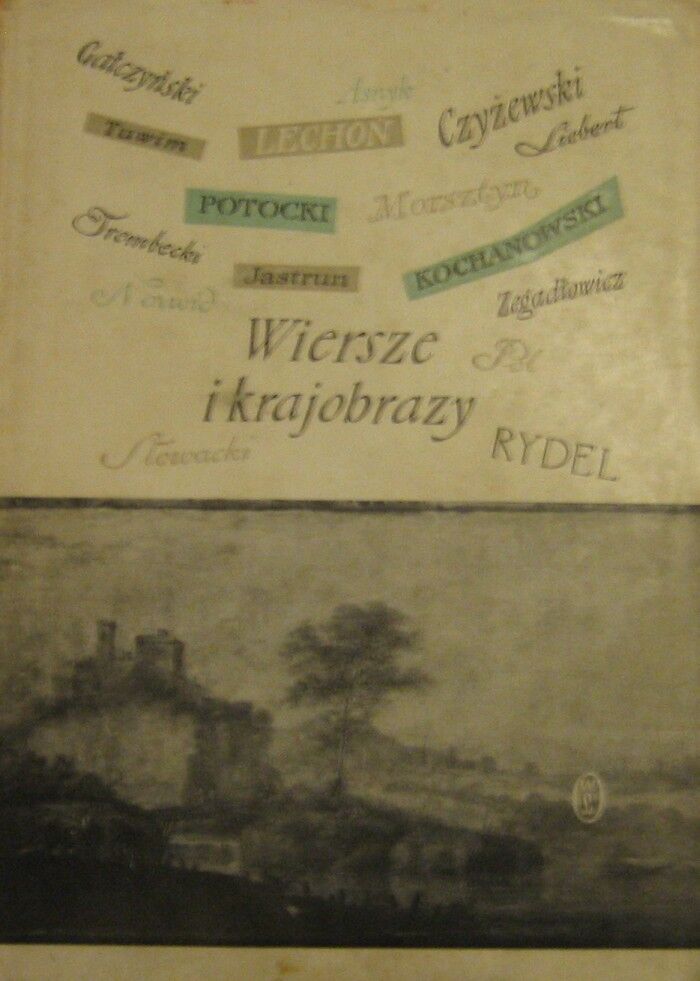 Gałczyński
Asnyk
Czyżewski
Tuwim
LECHOŃ
Liebert
POTOCKI
Morsztyn
Trembecki
KOCHANOWSKI
Jastrun
Norwid
Zegadłowicz
Wiersze
Pol
i krajobrazy
Słowacki
RYDEL